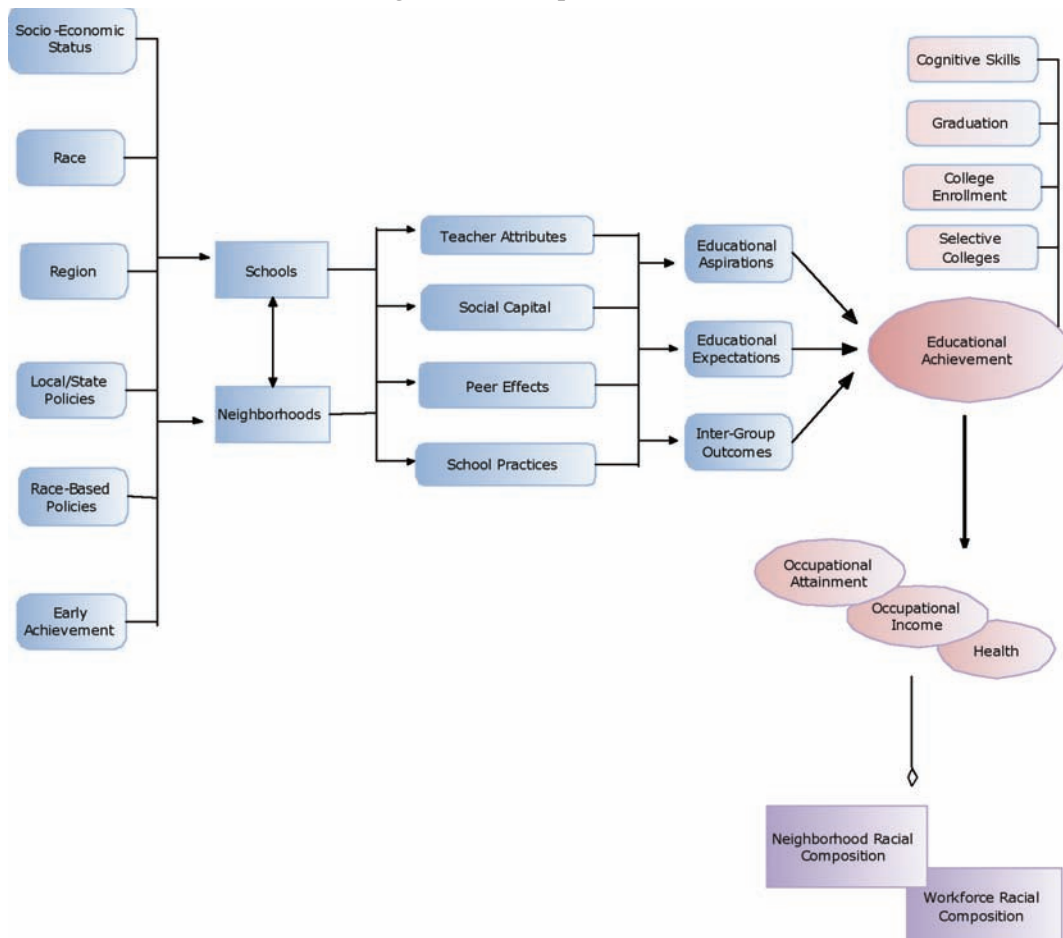 Socio-Economic
Status
Race
Region
Local/State
Policies
Race-Based
Policies
Early
Achievement
Schools
Neighborhoods
Teacher Attributes
Social Capital
Peer Effects
School Practices
Educational
Aspirations
Educational
Expectations
Inter-Group
Outcomes
Cognitive Skills
Graduation
College
Enrollment
Selective
Colleges
Educational
Achievement
Occupational
Attainment
Occupational
Income
Health
Neighborhood Racial
Composition
Workforce Racial
Composition